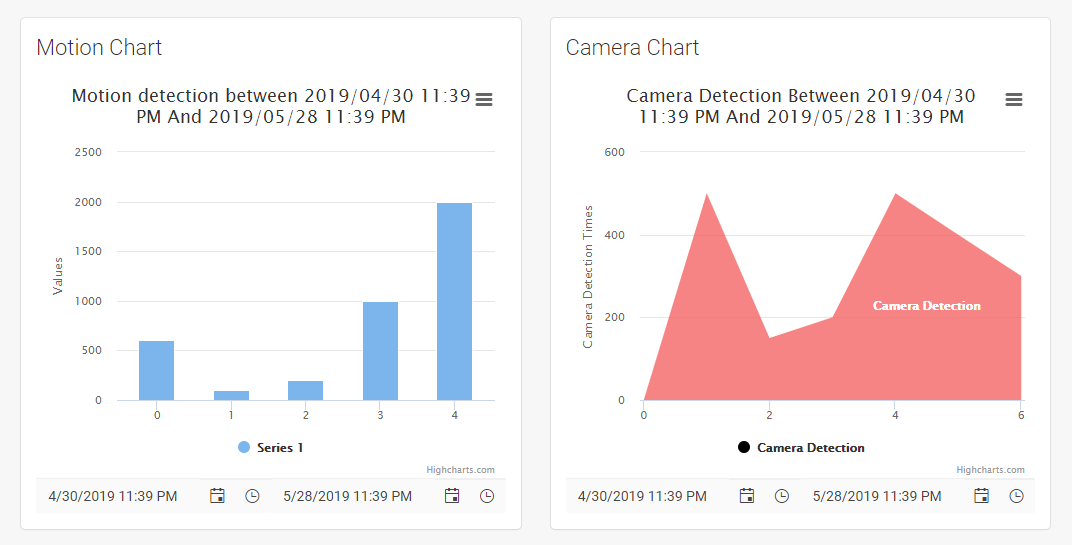 Motion Chart
Motion detection between 2019/04/30 11:39
PM And 2019/05/28 11:39 PM
2500
2000
1500
1000
500
0
Values
0 1 2 3 4
Series 1
Highcharts.com
4/30/2019 11:39 PM 5/28/2019 11:39 PM
Camera Chart
Camera Detection Between 2019/04/30
11:39 PM And 2019/05/28 11:39 PM
600
400
200
0
Camera Detection Times
Camera Detection
0 2 4 6
Camera Detection
Highcharts.com
4/30/2019 11:39 PM 5/28/2019 11:39 PM